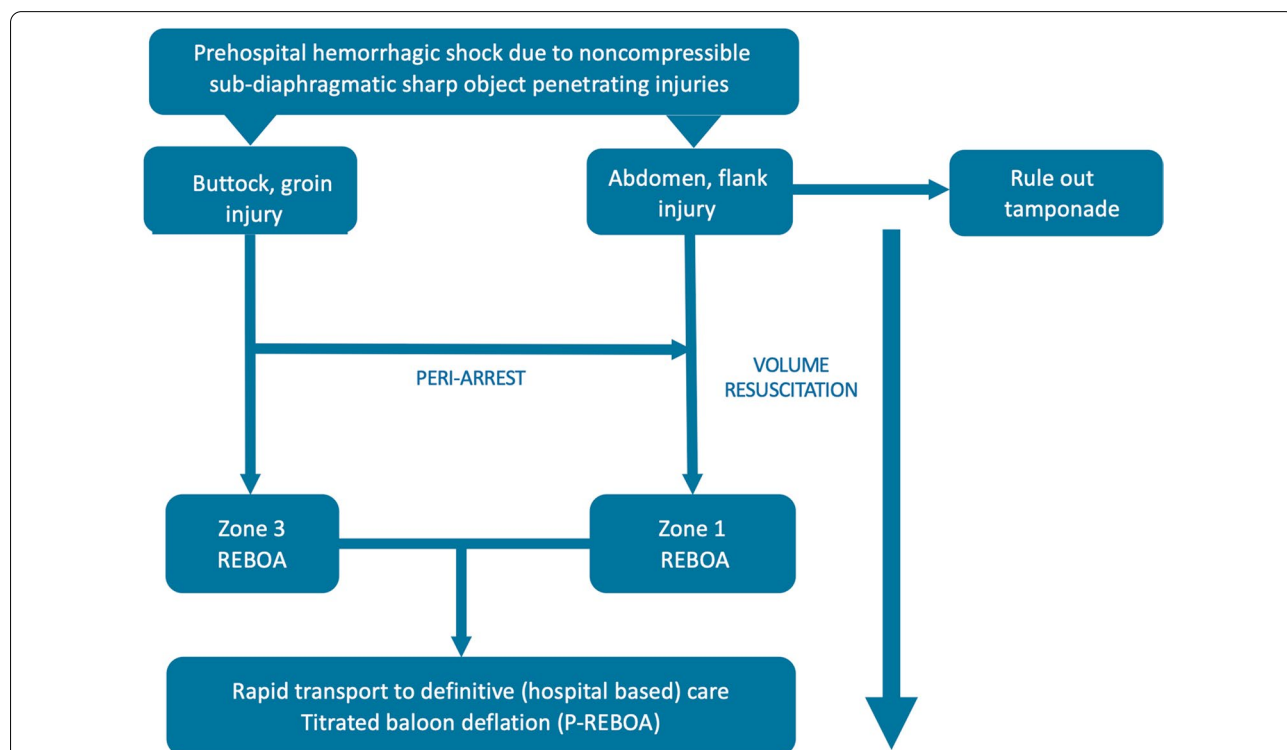 Prehospital hemorrhagic shock due to noncompressible
sub-diaphragmatic sharp object penetrating injuries
Buttock, groin
injury
Abdomen, flank
injury
Rule out
tamponade
PERI-ARREST
VOLUME
RESUSCITATION
Zone 3
REBOA
Zone 1
REBOA
Rapid transport to definitive (hospital based) care
Titrated baloon deflation (P-REBOA)